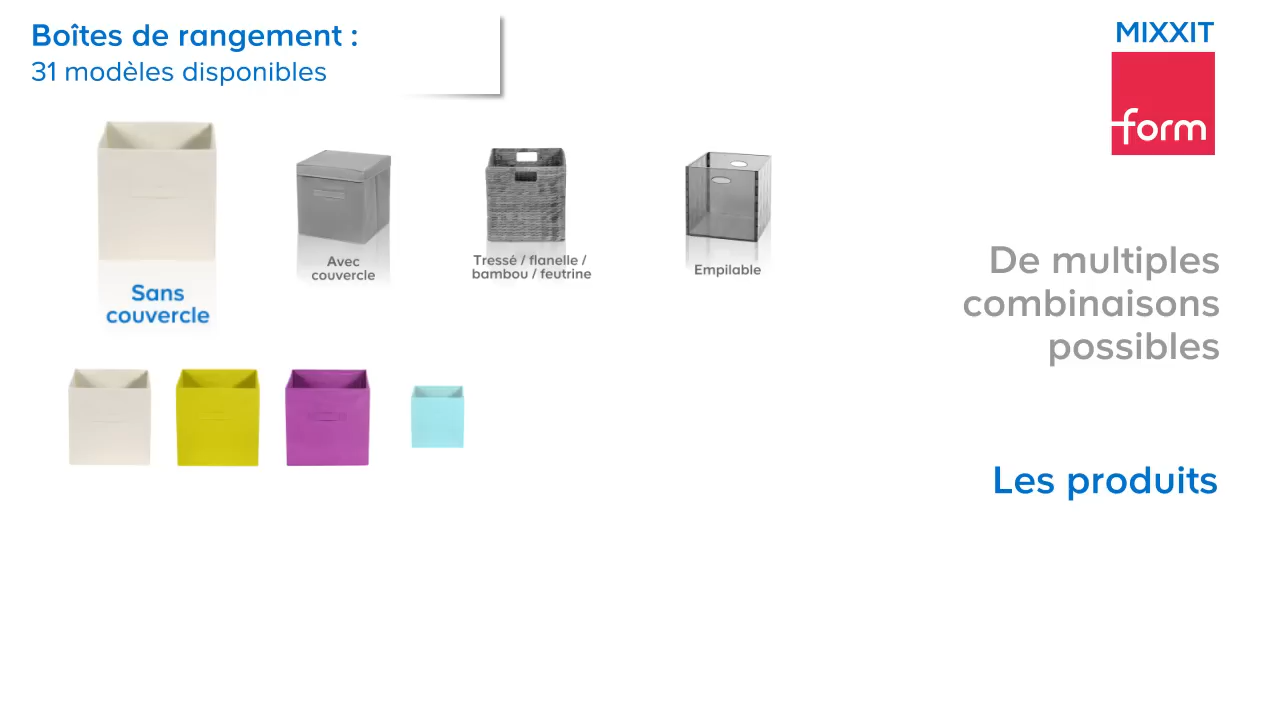 Boîtes de rangement :
31 modèles disponibles
MIXXIT
form
Sans
couvercle
Avec
couvercle
Tressé / flanelle /
bambou / feutrine
Empilable
De multiples
combinaisons
possibles
Les produits